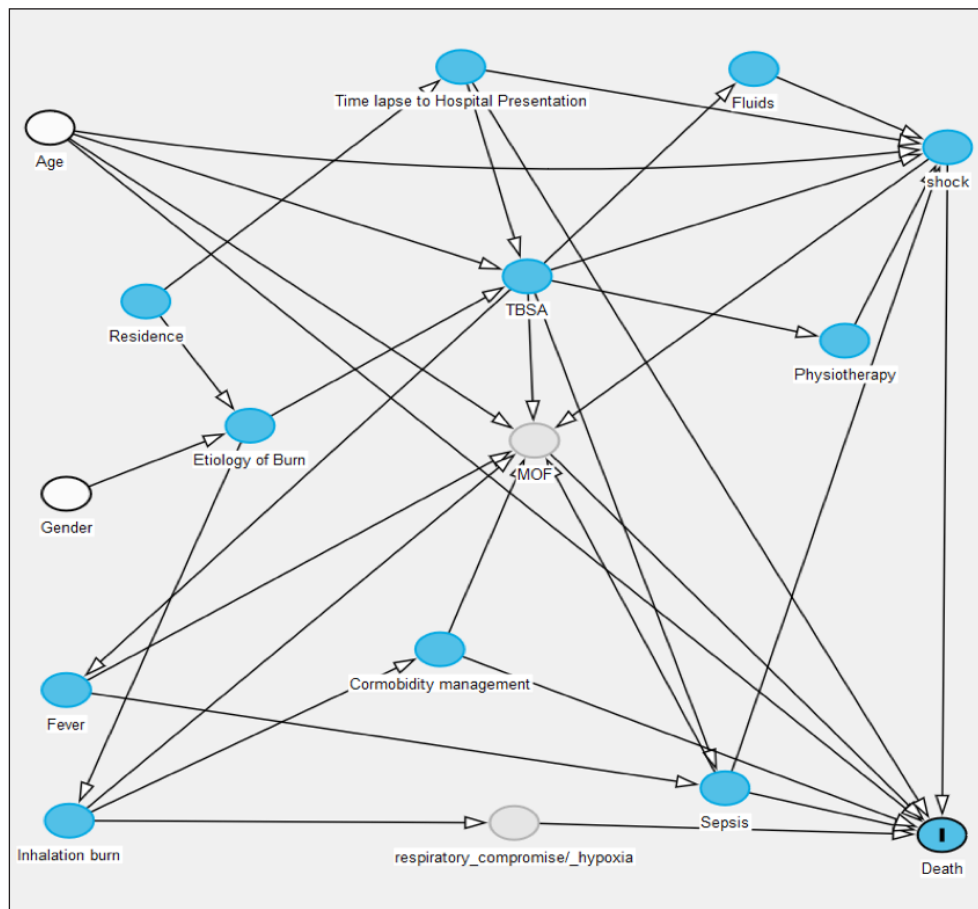 Time lapse to Hospital Presentation
Fluids
Age
shock
TBSA
Residence
Physiotherapy
Etiology of Burn
MOF
Gender
Cormobidity management
Fever
Sepsis
Inhalation burn
respiratory_compromise/_hypoxia
I
Death